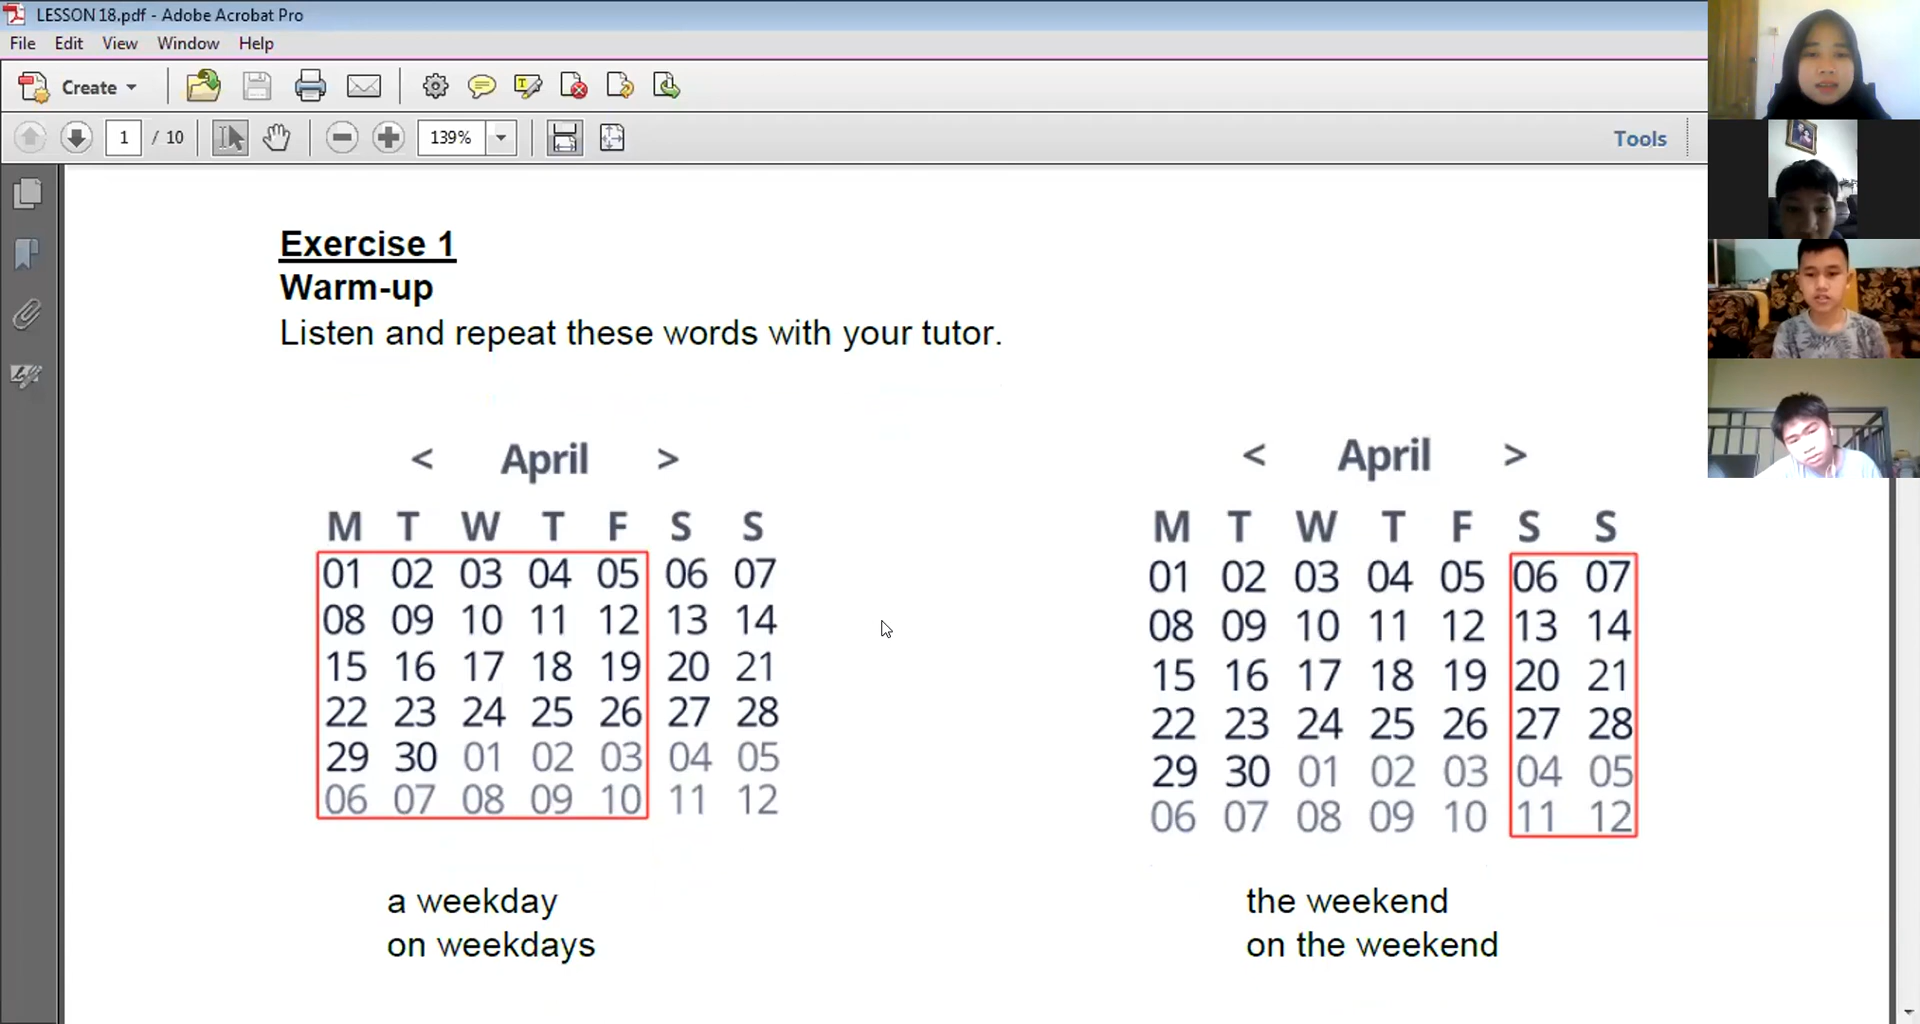 LESSON 18.pdf - Adobe Acrobat Pro
File Edit View Window Help
Create
1 / 10 139% Tools
Exercise 1
Warm-up
Listen and repeat these words with your tutor.
< April >
M T W T F S S
01 02 03 04 05 06 07
08 09 10 11 12 13 14
15 16 17 18 19 20 21
22 23 24 25 26 27 28
29 30 01 02 03 04 05
06 07 08 09 10 11 12
a weekday
on weekdays
< April >
M T W T F S S
01 02 03 04 05 06 07
08 09 10 11 12 13 14
15 16 17 18 19 20 21
22 23 24 25 26 27 28
29 30 01 02 03 04 05
06 07 08 09 10 11 12
the weekend
on the weekend